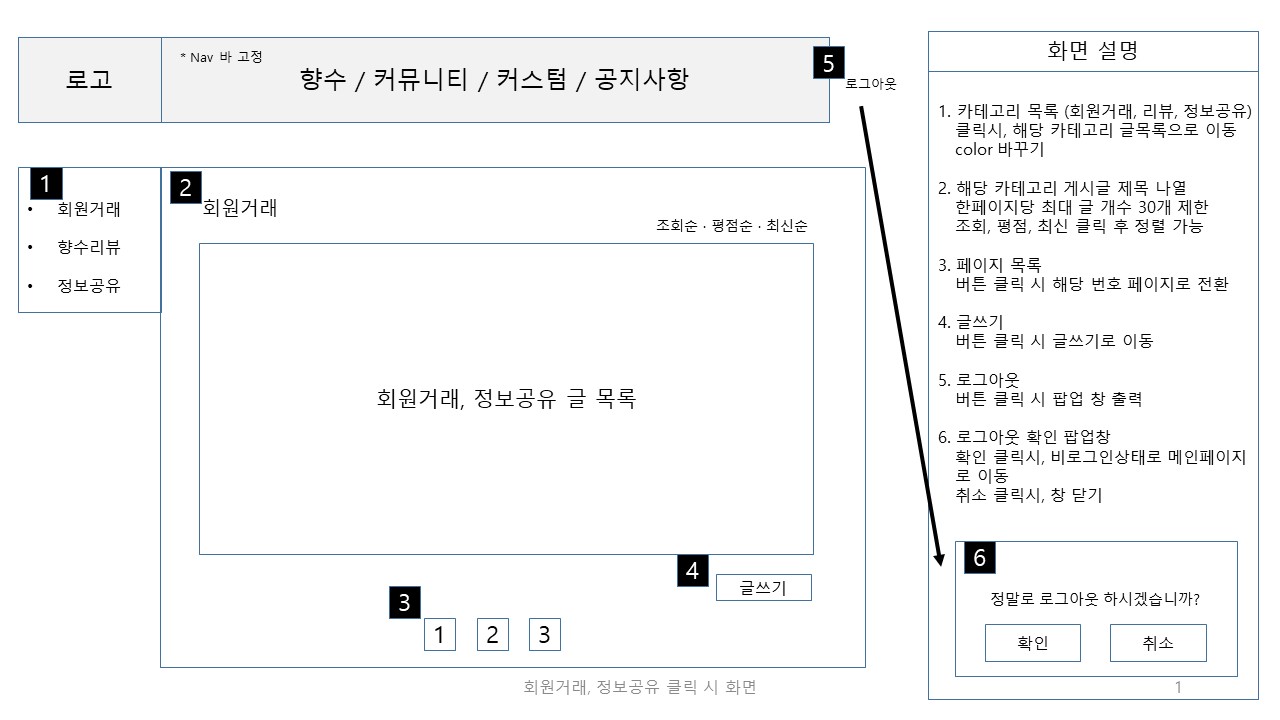 로고
* Nav 바 고정
향수 / 커뮤니티 / 커스텀 / 공지사항
5
로그아웃
1
• 회원거래
• 향수리뷰
• 정보공유
2
회원거래
조회순 · 평점순 · 최신순
회원거래, 정보공유 글 목록
4
글쓰기
3
1 2 3
회원거래, 정보공유 클릭 시 화면
화면 설명
1. 카테고리 목록 (회원거래, 리뷰, 정보공유)
클릭시, 해당 카테고리 글목록으로 이동
color 바꾸기
2. 해당 카테고리 게시글 제목 나열
한페이지당 최대 글 개수 30개 제한
조회, 평점, 최신 클릭 후 정렬 가능
3. 페이지 목록
버튼 클릭 시 해당 번호 페이지로 전환
4. 글쓰기
버튼 클릭 시 글쓰기로 이동
5. 로그아웃
버튼 클릭 시 팝업 창 출력
6. 로그아웃 확인 팝업창
확인 클릭시, 비로그인상태로 메인페이지
로 이동
취소 클릭시, 창 닫기
6
정말로 로그아웃 하시겠습니까?
확인 취소
1